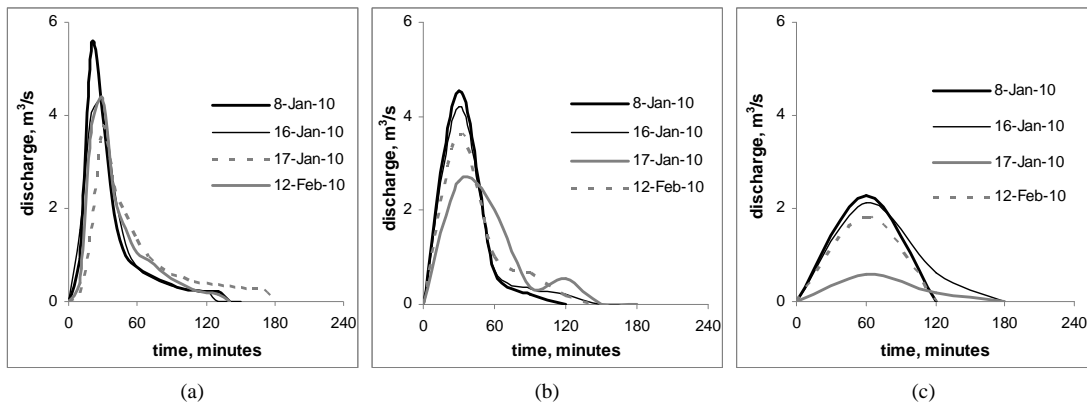 6
4
2
0
discharge, m³/s
8-Jan-10
16-Jan-10
17-Jan-10
12-Feb-10
0 60 120 180 240
time, minutes
(a)
6
4
2
0
discharge, m³/s
8-Jan-10
16-Jan-10
17-Jan-10
12-Feb-10
0 60 120 180 240
time, minutes
(b)
6
4
2
0
discharge, m³/s
8-Jan-10
16-Jan-10
17-Jan-10
12-Feb-10
0 60 120 180 240
time, minutes
(c)